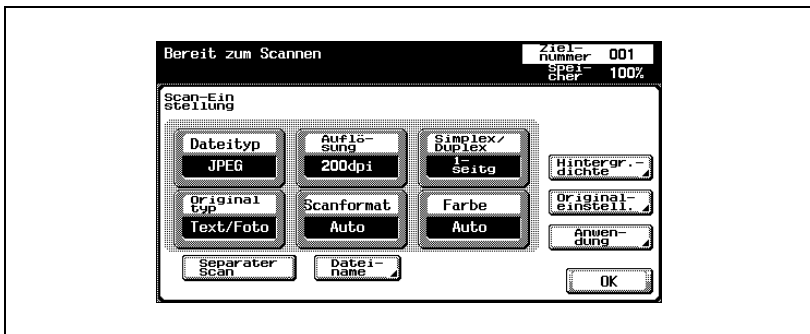 Bereit zum Scannen
Ziel-
nummer 001
Spei-
cher 100%
Scan-Ein
stellung
Dateityp
JPEG
Auflö-
sung
200dpi
Simplex/
Duplex
1-
seitg
Hintergr.-
dichte
Original
typ
Text/Foto
Scanformat
Auto
Farbe
Auto
Original-
einstell.
Anwen-
dung
Separater
Scan
Datei-
name
OK